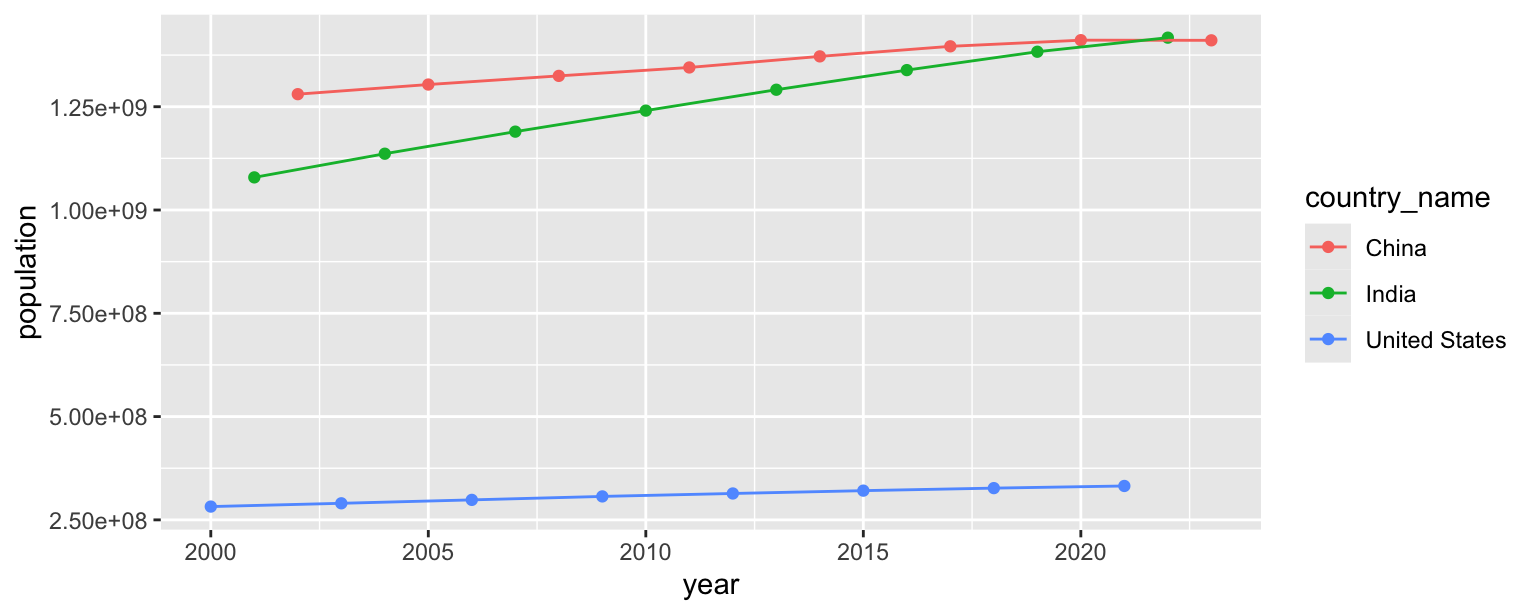 population
1.25e+09
1.00e+09
7.50e+08
5.00e+08
2.50e+08
2000 2005 2010 2015 2020
year
country_name
China
India
United States